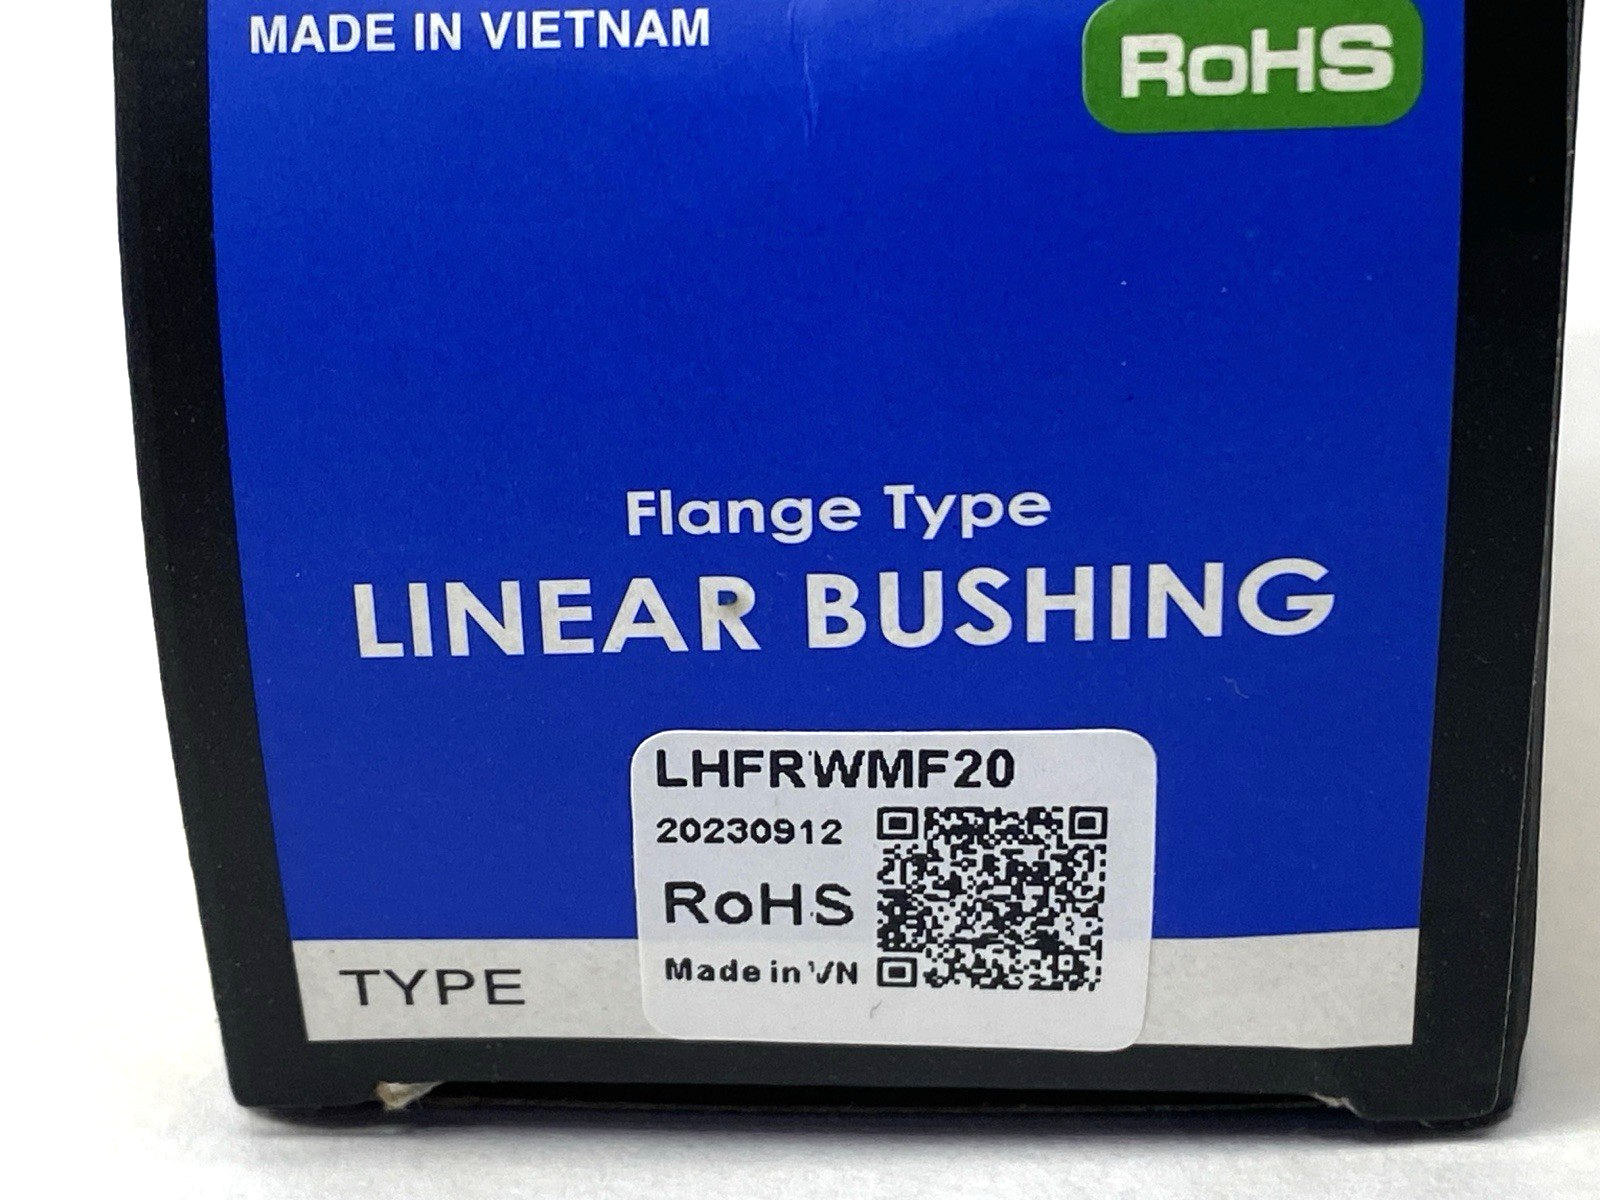 MADE IN VIETNAM
RoHS
Flange Type
LINEAR BUSHING
LHFRWMF20
20230912
RoHS
Made in VN
TYPE